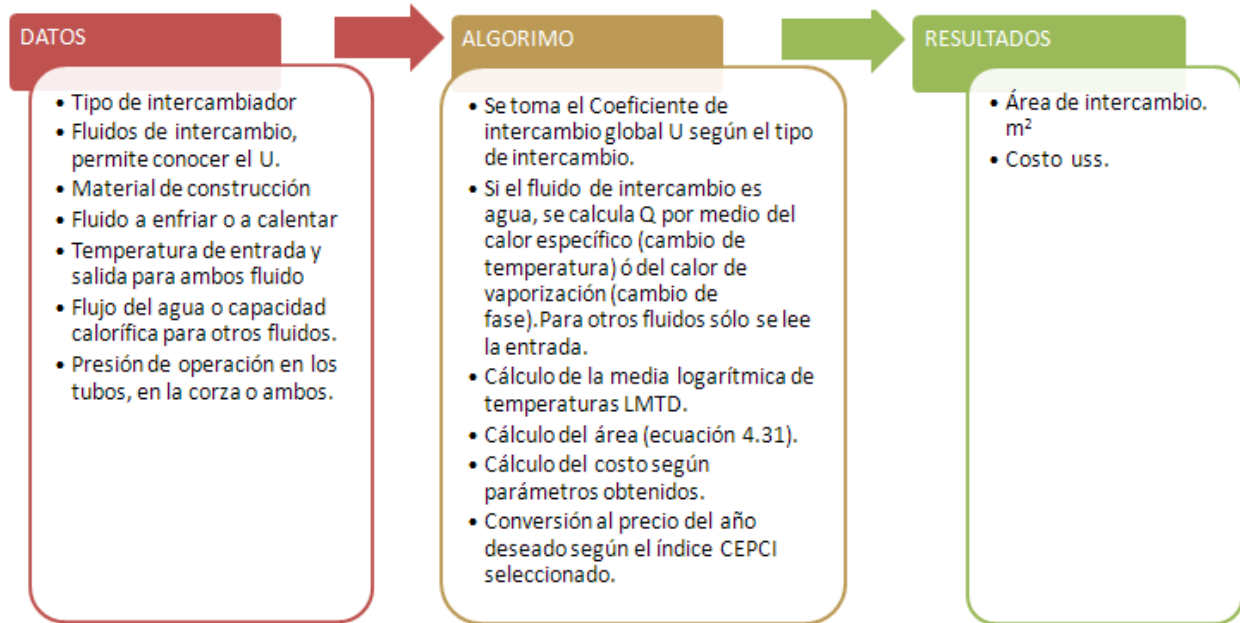 DATOS
• Tipo de intercambiador
• Fluidos de intercambio,
permite conocer el U.
• Material de construcción
• Fluido a enfriar o a calentar
• Temperatura de entrada y
salida para ambos fluido
• Flujo del agua o capacidad
calorífica para otros fluidos.
• Presión de operación en los
tubos, en la corza o ambos.
ALGORIMO
• Se toma el Coeficiente de
intercambio global U según el tipo
de intercambio.
• Si el fluido de intercambio es
agua, se calcula Q por medio del
calor específico (cambio de
temperatura) ó del calor de
vaporización (cambio de
fase).Para otros fluidos sólo se lee
la entrada.
• Cálculo de la media logarítmica de
temperaturas LMTD.
• Cálculo del área (ecuación 4.31).
• Cálculo del costo según
parámetros obtenidos.
• Conversión al precio del año
deseado según el índice CEPCI
seleccionado.
RESULTADOS
• Área de intercambio.
m²
• Costo uss.